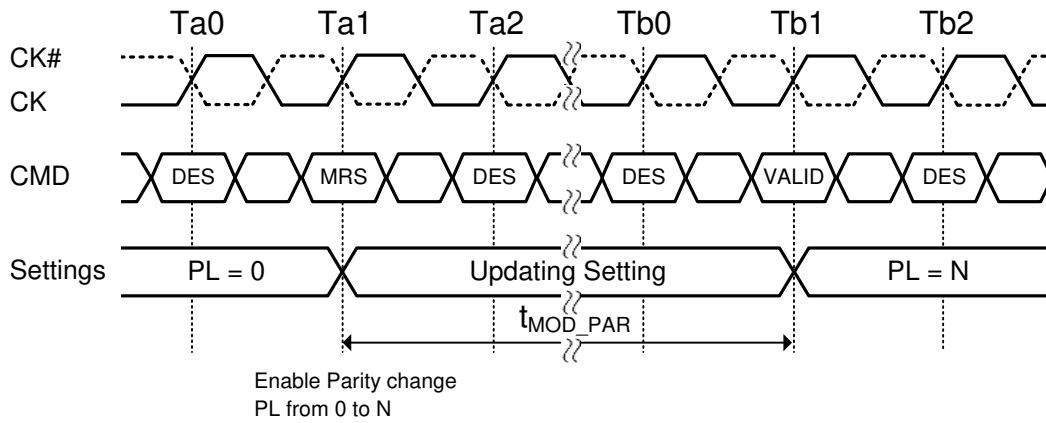 Ta0 Ta1 Ta2 Tb0 Tb1 Tb2
CK#
CK
CMD DES MRS DES DES VALID DES
Settings PL = 0 Updating Setting PL = N
tMOD_PAR
Enable Parity change
PL from 0 to N